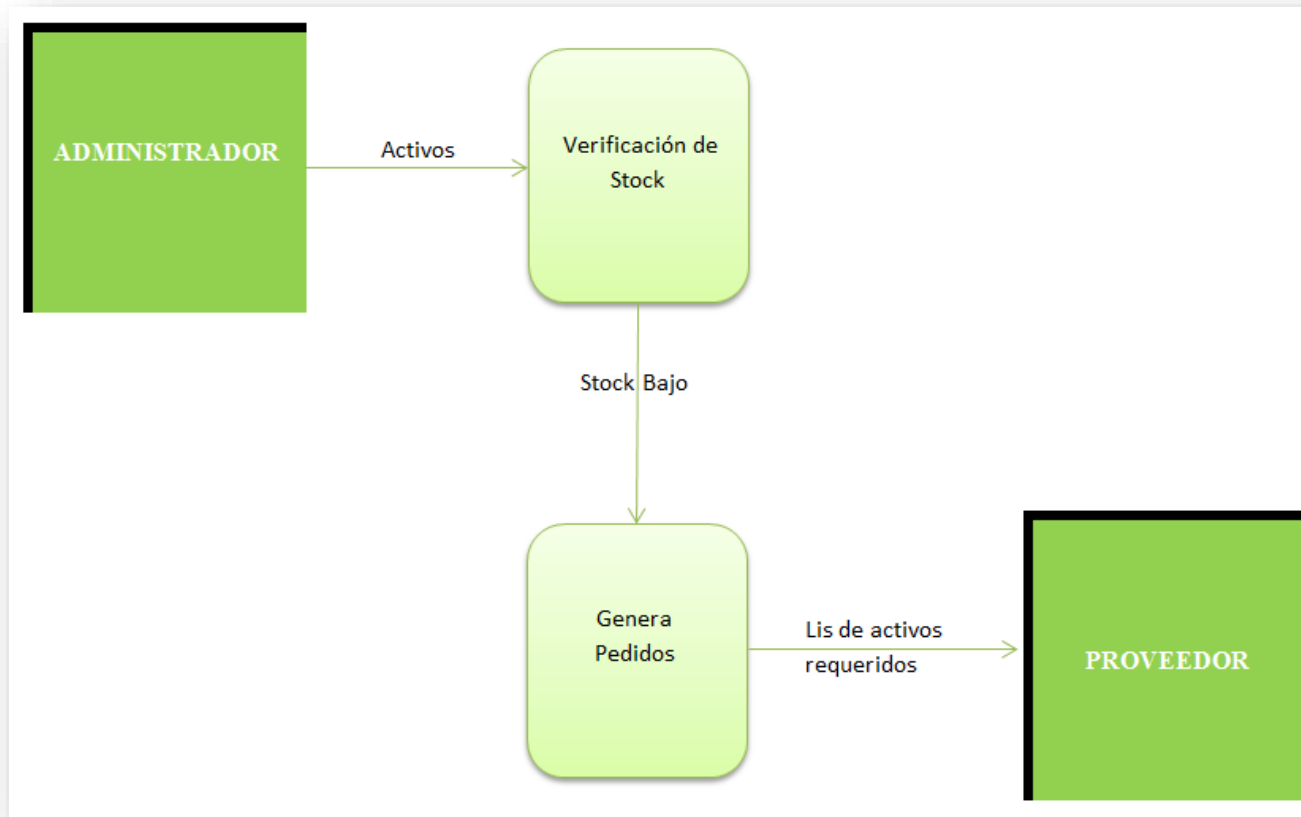 ADMINISTRADOR
Activos
Verificación de
Stock
Stock Bajo
Genera
Pedidos
Lis de activos
requeridos
PROVEEDOR